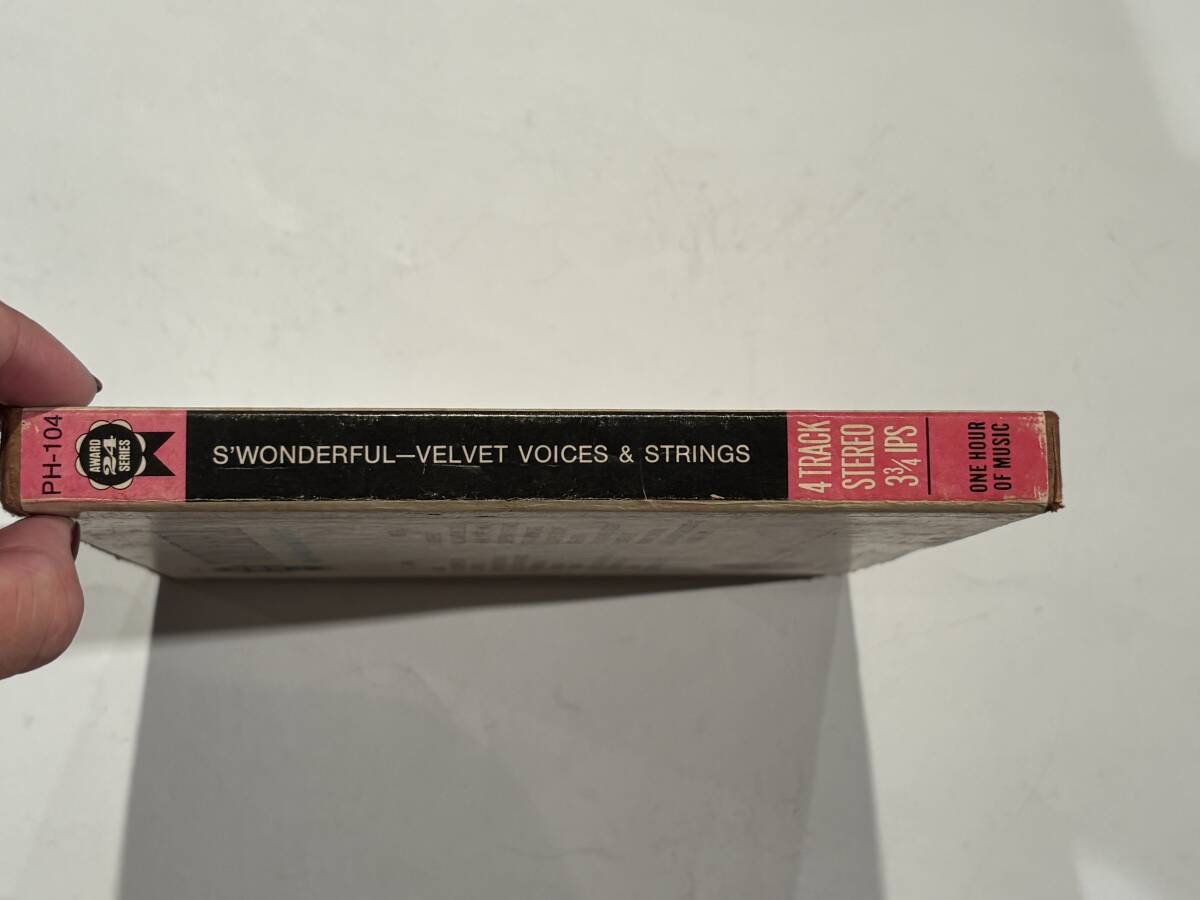 PH-104
AWARD
24
SERIES
S'WONDERFUL—VELVET VOICES & STRINGS
4 TRACK
STEREO
3¾ IPS
ONE HOUR
OF MUSIC